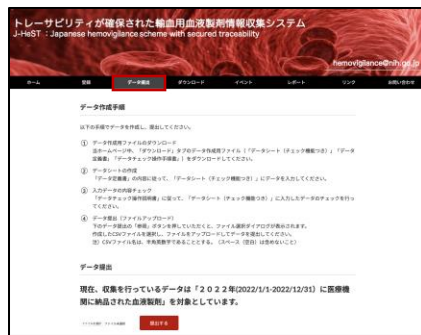 トレーサビリティが確保された輸血用血液製剤情報収集システム
J-HeST：Japanese hemovigilance scheme with secured traceability
hemovigilance@nih.go.jp
ホーム 登録 データ提出 ダウンロード イベント レポート リンク お問い合わせ
データ作成手順
以下の手順でデータを作成し、提出してください。
① データ作成用ファイルのダウンロード
当ホームページ中、「ダウンロード」タブのデータ作成用ファイル（「データシート（チェック機能つき）」「データ
定義書」「データチェック操作手順書」）をダウンロードしてください。
② データシートの作成
「データ定義書」の内容に従って、「データシート（チェック機能つき）」にデータを入力してください。
③ 入力データの内容チェック
「データチェック操作説明書」に従って、「データシート（チェック機能つき）」に入力したデータのチェックを行っ
てください。
④ データ提出（ファイルアップロード）
下のデータ提出の「参照」ボタンを押していただくと、ファイル選択ダイアログが表示されます。
作成したCSVファイルを選択し、ファイルをアップロードしてデータを提出してください。
注）CSVファイル名は、半角英数字であることとする。（スペース（空白）は含めないこと）
データ提出
現在、収集を行っているデータは「２０２２年(2022/1/1-2022/12/31）に医療機
関に納品された血液製剤」を対象としています。
提出する